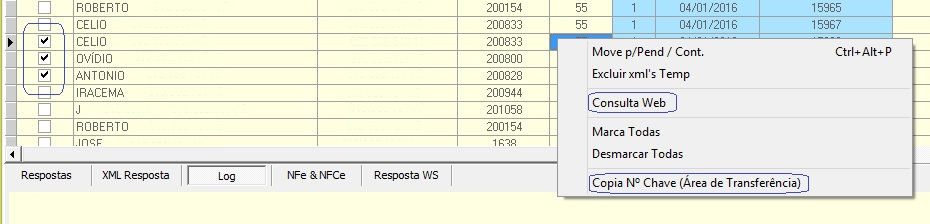 ROBERTO 200154 55 1 04/01/2016 15965
CELIO 200833 55 1 04/01/2016 15967
CELIO 200833
OVÍDIO 200800
ANTONIO 200828
IRACEMA 200944
J 201058
ROBERTO 200154
JOSE 1638
Move p/Pend / Cont. Ctrl+Alt+P
Excluir xml's Temp
Consulta Web
Marca Todas
Desmarcar Todas
Copia Nº Chave (Área de Transferência)
Respostas XML Resposta Log NFe & NFCe Resposta WS